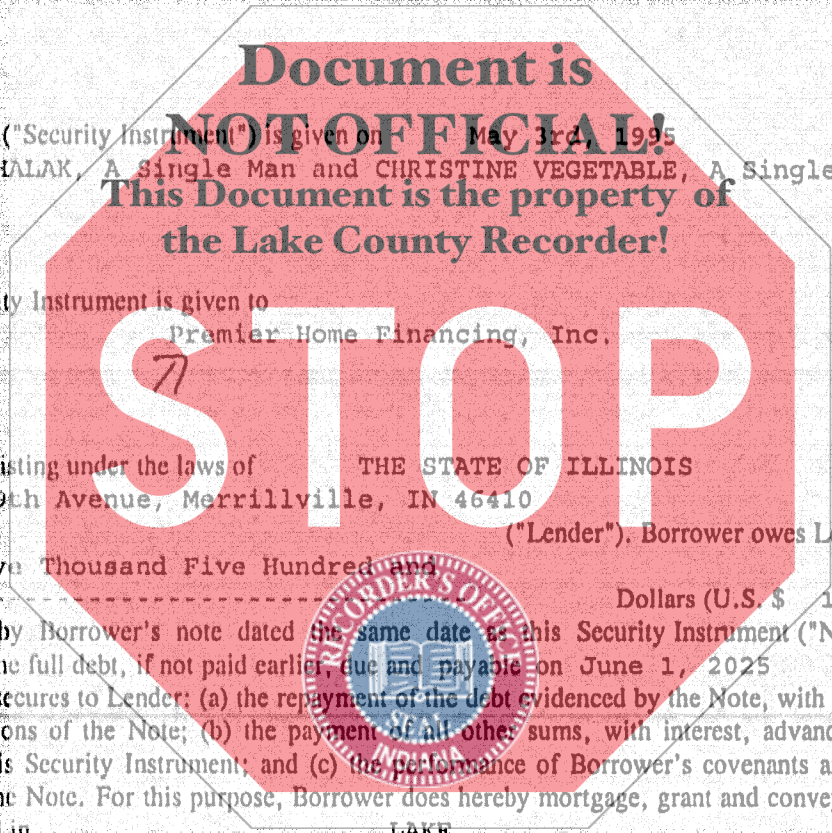 Document is
("Security Instrument") is given on May 3rd, 1995
NOT OFFICIAL!
HALAK, A Single Man and CHRISTINE VEGETABLE, A Single
This Document is the property of
the Lake County Recorder!
ty Instrument is given to
Premier Home Financing, Inc.
STOP
isting under the laws of THE STATE OF ILLINOIS
9th Avenue, Merrillville, IN 46410
("Lender"). Borrower owes L
ve Thousand Five Hundred and
Dollars (U.S. $ 1
by Borrower's note dated the same date as this Security Instrument ("N
he full debt, if not paid earlier, due and payable on June 1, 2025
ecures to Lender: (a) the repayment of the debt evidenced by the Note, with
ons of the Note; (b) the payment of all other sums, with interest, advanc
is Security Instrument; and (c) the performance of Borrower's covenants a
he Note. For this purpose, Borrower does hereby mortgage, grant and conve
in LAKE
RECORDER'S OFFICE
SEAL
INDIANA